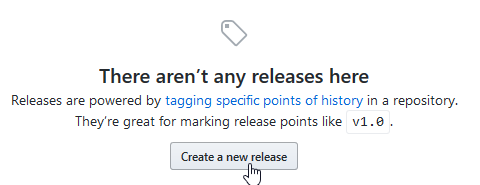 There aren’t any releases here
Releases are powered by tagging specific points of history in a repository.
They’re great for marking release points like v1.0.
Create a new release